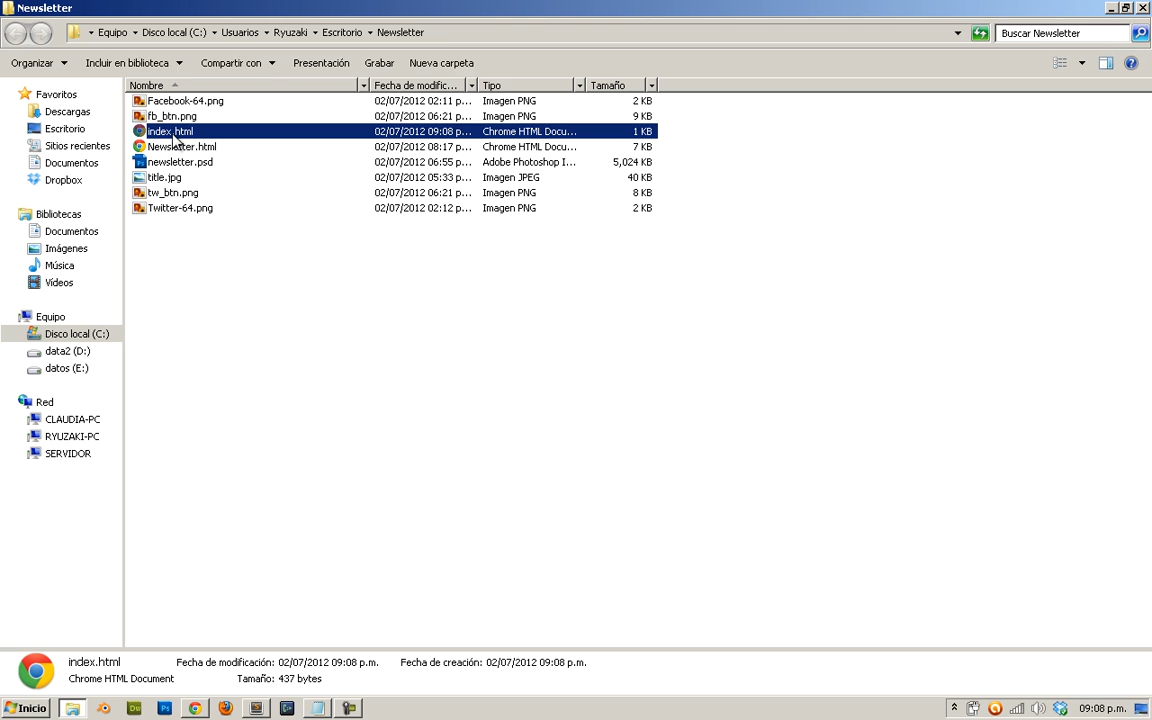 Newsletter
Equipo Disco local (C:) Usuarios Ryuzaki Escritorio Newsletter
Buscar Newsletter
Organizar Incluir en biblioteca Compartir con Presentación Grabar Nueva carpeta
Nombre Fecha de modific... Tipo Tamaño
Facebook-64.png 02/07/2012 02:11 p... Imagen PNG 2 KB
fb_btn.png 02/07/2012 06:21 p... Imagen PNG 9 KB
index.html 02/07/2012 09:08 p... Chrome HTML Docu... 1 KB
Newsletter.html 02/07/2012 08:17 p... Chrome HTML Docu... 7 KB
newsletter.psd 02/07/2012 06:55 p... Adobe Photoshop I... 5,024 KB
title.jpg 02/07/2012 05:33 p... Imagen JPEG 40 KB
tw_btn.png 02/07/2012 06:21 p... Imagen PNG 8 KB
Twitter-64.png 02/07/2012 02:12 p... Imagen PNG 2 KB
Favoritos
Descargas
Escritorio
Sitios recientes
Documentos
Dropbox
Bibliotecas
Documentos
Imágenes
Música
Vídeos
Equipo
Disco local (C:)
data2 (D:)
datos (E:)
Red
CLAUDIA-PC
RYUZAKI-PC
SERVIDOR
index.html Fecha de modificación: 02/07/2012 09:08 p.m. Fecha de creación: 02/07/2012 09:08 p.m.
Chrome HTML Document Tamaño: 437 bytes
Inicio
Dw
Ps
09:08 p.m.